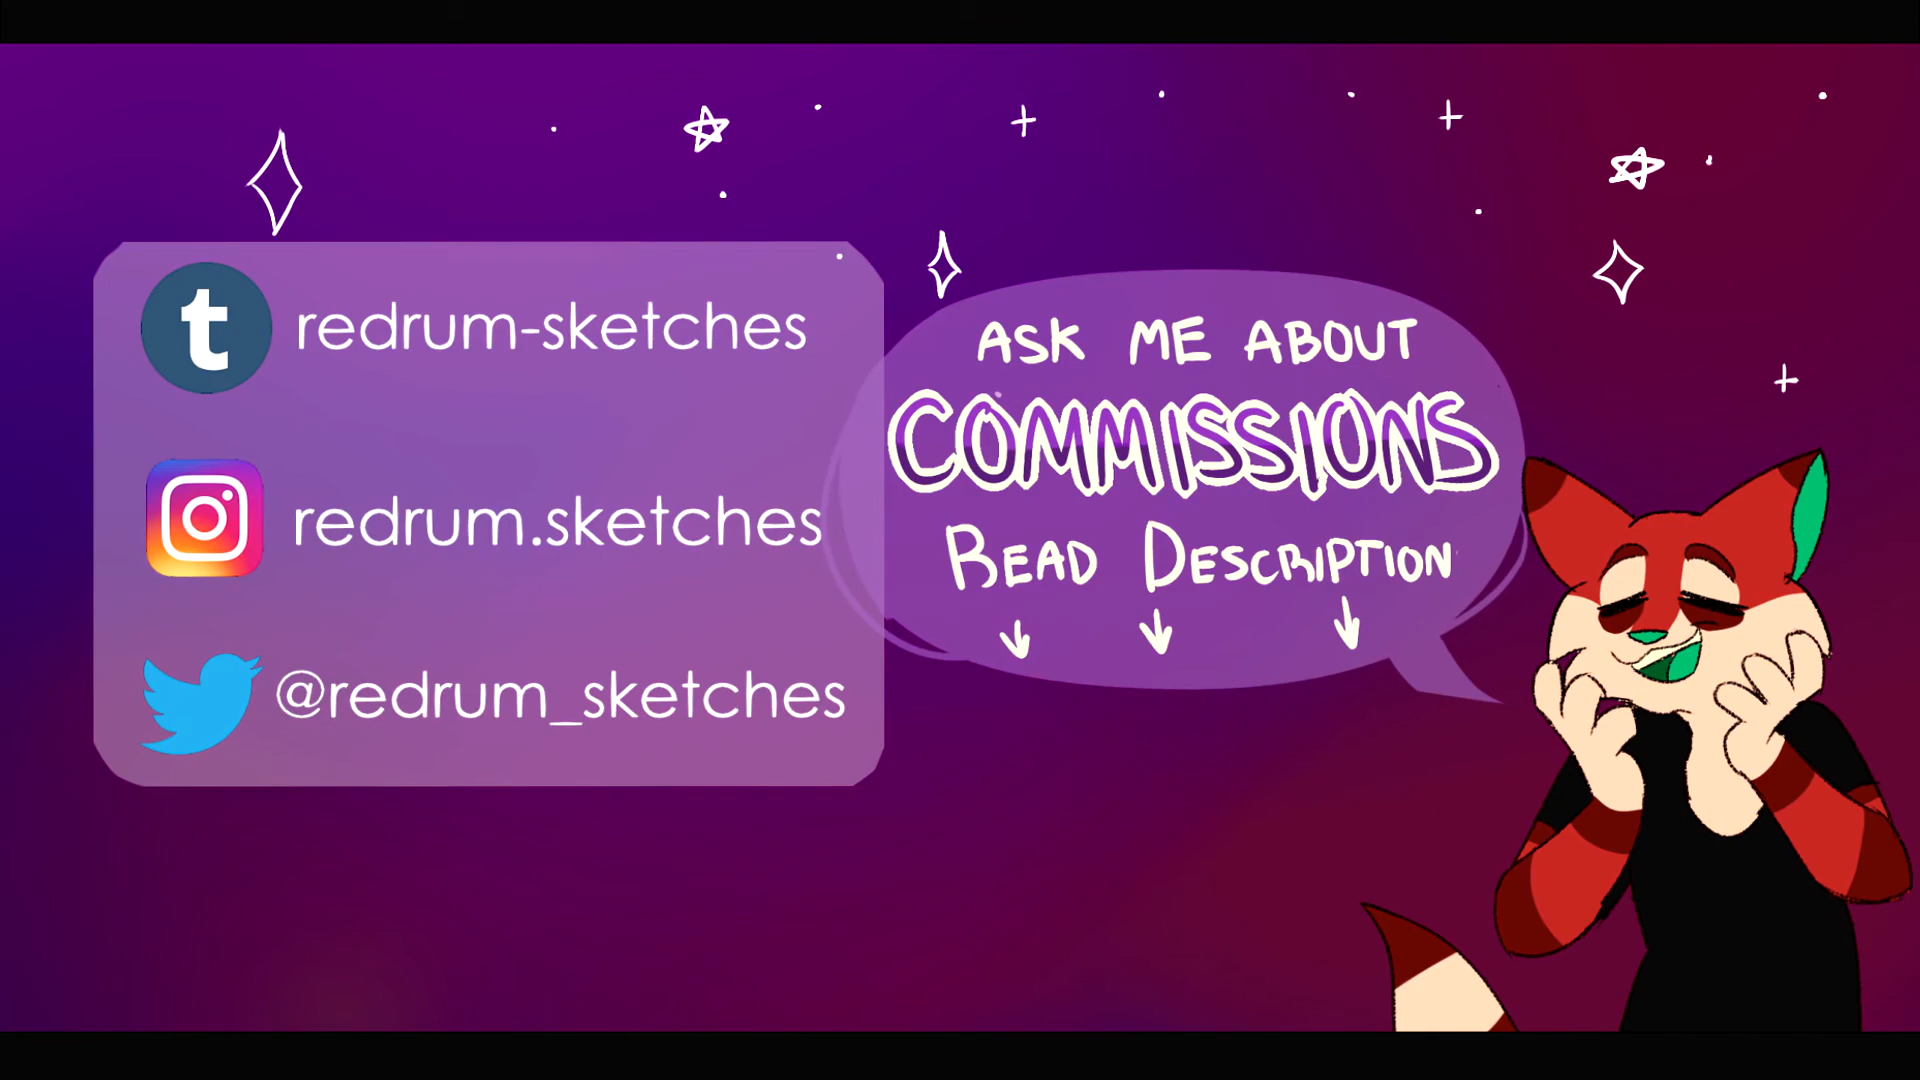 redrum-sketches
redrum.sketches
@redrum_sketches
ASK ME ABOUT
COMMISSIONS
READ DESCRIPTION